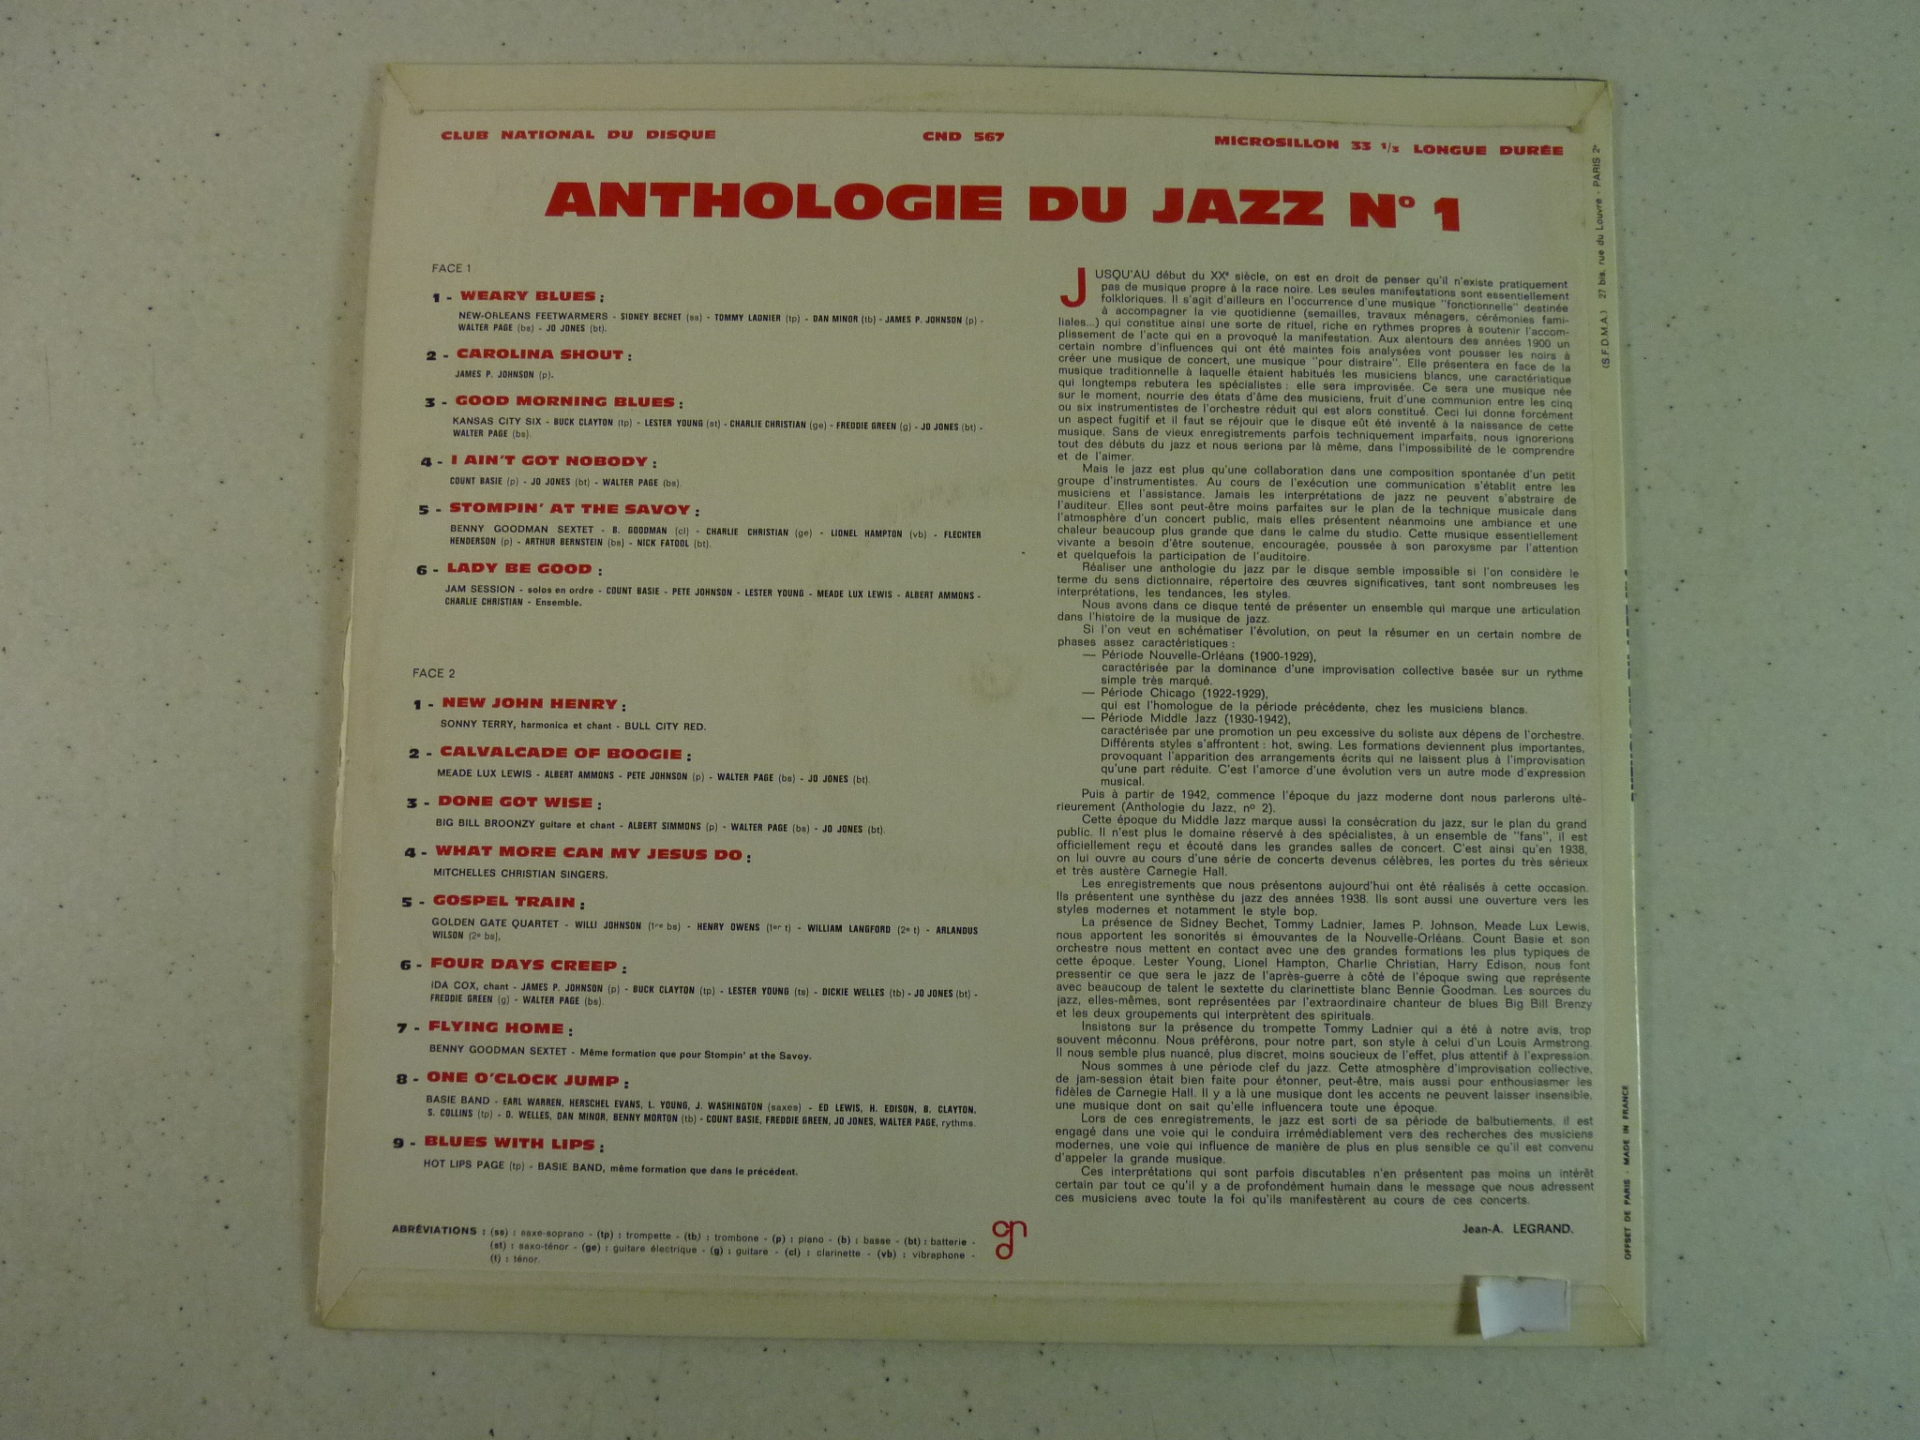 CLUB NATIONAL DU DISQUE
CND 567
MICROSILLON 33 1/3 LONGUE DURÉE
ANTHOLOGIE DU JAZZ Nº 1
FACE 1
1 - WEARY BLUES :
NEW-ORLEANS FEETWARMERS - SIDNEY BECHET (ss) - TOMMY LADNIER (tp) - DAN MINOR (tb) - JAMES P. JOHNSON (p) -
WALTER PAGE (bs) - JO JONES (bt).
2 - CAROLINA SHOUT :
JAMES P. JOHNSON (p).
3 - GOOD MORNING BLUES :
KANSAS CITY SIX - BUCK CLAYTON (tp) - LESTER YOUNG (st) - CHARLIE CHRISTIAN (ge) - FREDDIE GREEN (g) - JO JONES (bt) -
WALTER PAGE (bs).
4 - I AIN'T GOT NOBODY :
COUNT BASIE (p) - JO JONES (bt) - WALTER PAGE (bs).
5 - STOMPIN' AT THE SAVOY :
BENNY GOODMAN SEXTET - B. GOODMAN (cl) - CHARLIE CHRISTIAN (ge) - LIONEL HAMPTON (vb) - FLECHTER
HENDERSON (p) - ARTHUR BERNSTEIN (bs) - NICK FATOOL (bt).
6 - LADY BE GOOD :
JAM SESSION - solos en ordre - COUNT BASIE - PETE JOHNSON - LESTER YOUNG - MEADE LUX LEWIS - ALBERT AMMONS -
CHARLIE CHRISTIAN - Ensemble.
FACE 2
1 - NEW JOHN HENRY :
SONNY TERRY, harmonica et chant - BULL CITY RED.
2 - CALVALCADE OF BOOGIE :
MEADE LUX LEWIS - ALBERT AMMONS - PETE JOHNSON (p) - WALTER PAGE (bs) - JO JONES (bt).
3 - DONE GOT WISE :
BIG BILL BROONZY guitare et chant - ALBERT SIMMONS (p) - WALTER PAGE (bs) - JO JONES (bt).
4 - WHAT MORE CAN MY JESUS DO :
MITCHELLES CHRISTIAN SINGERS.
5 - GOSPEL TRAIN :
GOLDEN GATE QUARTET - WILLI JOHNSON (1re bs) - HENRY OWENS (1er t) - WILLIAM LANGFORD (2e t) - ARLANDUS
WILSON (2e bs),
6 - FOUR DAYS CREEP :
IDA COX, chant - JAMES P. JOHNSON (p) - BUCK CLAYTON (tp) - LESTER YOUNG (ts) - DICKIE WELLES (tb) - JO JONES (bt) -
FREDDIE GREEN (g) - WALTER PAGE (bs).
7 - FLYING HOME :
BENNY GOODMAN SEXTET - Même formation que pour Stompin' at the Savoy.
8 - ONE O'CLOCK JUMP :
BASIE BAND - EARL WARREN, HERSCHEL EVANS, L. YOUNG, J. WASHINGTON (saxes) - ED LEWIS, H. EDISON, B. CLAYTON,
S. COLLINS (tp) - D. WELLES, DAN MINOR, BENNY MORTON (tb) - COUNT BASIE, FREDDIE GREEN, JO JONES, WALTER PAGE, rythms.
9 - BLUES WITH LIPS :
HOT LIPS PAGE (tp) - BASIE BAND, même formation que dans le précédent.
ABRÉVIATIONS : (ss) : saxe-soprano - (tp) : trompette - (tb) : trombone - (p) : piano - (b) : basse - (bt) : batterie -
(st) : saxo-ténor - (ge) : guitare électrique - (g) : guitare - (cl) : clarinette - (vb) : vibraphone -
(t) : ténor.
JUSQU'AU début du XXe siècle, on est en droit de penser qu'il n'existe pratiquement
pas de musique propre à la race noire. Les seules manifestations sont essentiellement
folkloriques. Il s'agit d'ailleurs en l'occurrence d'une musique "fonctionnelle" destinée
à accompagner la vie quotidienne (semailles, travaux ménagers, cérémonies fami-
liales...) qui constitue ainsi une sorte de rituel, riche en rythmes propres à soutenir l'accom-
plissement de l'acte qui en a provoqué la manifestation. Aux alentours des années 1900 un
certain nombre d'influences qui ont été maintes fois analysées vont pousser les noirs à
créer une musique de concert, une musique "pour distraire". Elle présentera en face de la
musique traditionnelle à laquelle étaient habitués les musiciens blancs, une caractéristique
qui longtemps rebutera les spécialistes : elle sera improvisée. Ce sera une musique née
sur le moment, nourrie des états d'âme des musiciens, fruit d'une communion entre les cinq
ou six instrumentistes de l'orchestre réduit qui est alors constitué. Ceci lui donne forcément
un aspect fugitif et il faut se réjouir que le disque eût été inventé à la naissance de cette
musique. Sans de vieux enregistrements parfois techniquement imparfaits, nous ignorerions
tout des débuts du jazz et nous serions par là même, dans l'impossibilité de le comprendre
et de l'aimer.
Mais le jazz est plus qu'une collaboration dans une composition spontanée d'un petit
groupe d'instrumentistes. Au cours de l'exécution une communication s'établit entre les
musiciens et l'assistance. Jamais les interprétations de jazz ne peuvent s'abstraire de
l'auditeur. Elles sont peut-être moins parfaites sur le plan de la technique musicale dans
l'atmosphère d'un concert public, mais elles présentent néanmoins une ambiance et une
chaleur beaucoup plus grande que dans le calme du studio. Cette musique essentiellement
vivante a besoin d'être soutenue, encouragée, poussée à son paroxysme par l'attention
et quelquefois la participation de l'auditoire.
Réaliser une anthologie du jazz par le disque semble impossible si l'on considère le
terme du sens dictionnaire, répertoire des œuvres significatives, tant sont nombreuses les
interprétations, les tendances, les styles.
Nous avons dans ce disque tenté de présenter un ensemble qui marque une articulation
dans l'histoire de la musique de jazz.
Si l'on veut en schématiser l'évolution, on peut la résumer en un certain nombre de
phases assez caractéristiques :
— Période Nouvelle-Orléans (1900-1929),
caractérisée par la dominance d'une improvisation collective basée sur un rythme
simple très marqué.
— Période Chicago (1922-1929),
qui est l'homologue de la période précédente, chez les musiciens blancs.
— Période Middle Jazz (1930-1942),
caractérisée par une promotion un peu excessive du soliste aux dépens de l'orchestre.
Différents styles s'affrontent : hot, swing. Les formations deviennent plus importantes,
provoquant l'apparition des arrangements écrits qui ne laissent plus à l'improvisation
qu'une part réduite. C'est l'amorce d'une évolution vers un autre mode d'expression
musical.
Puis à partir de 1942, commence l'époque du jazz moderne dont nous parlerons ulté-
rieurement (Anthologie du Jazz, nº 2).
Cette époque du Middle Jazz marque aussi la consécration du jazz, sur le plan du grand
public. Il n'est plus le domaine réservé à des spécialistes, à un ensemble de "fans", il est
officiellement reçu et écouté dans les grandes salles de concert. C'est ainsi qu'en 1938,
on lui ouvre au cours d'une série de concerts devenus célèbres, les portes du très sérieux
et très austère Carnegie Hall.
Les enregistrements que nous présentons aujourd'hui ont été réalisés à cette occasion.
Ils présentent une synthèse du jazz des années 1938. Ils sont aussi une ouverture vers les
styles modernes et notamment le style bop.
La présence de Sidney Bechet, Tommy Ladnier, James P. Johnson, Meade Lux Lewis,
nous apportent les sonorités si émouvantes de la Nouvelle-Orléans. Count Basie et son
orchestre nous mettent en contact avec une des grandes formations les plus typiques de
cette époque. Lester Young, Lionel Hampton, Charlie Christian, Harry Edison, nous font
pressentir ce que sera le jazz de l'après-guerre à côté de l'époque swing que représente
avec beaucoup de talent le sextette du clarinettiste blanc Bennie Goodman. Les sources du
jazz, elles-mêmes, sont représentées par l'extraordinaire chanteur de blues Big Bill Brenzy
et les deux groupements qui interprètent des spirituals.
Insistons sur la présence du trompette Tommy Ladnier qui a été à notre avis, trop
souvent méconnu. Nous préférons, pour notre part, son style à celui d'un Louis Armstrong.
Il nous semble plus nuancé, plus discret, moins soucieux de l'effet, plus attentif à l'expression.
Nous sommes à une période clef du jazz. Cette atmosphère d'improvisation collective,
de jam-session était bien faite pour étonner, peut-être, mais aussi pour enthousiasmer les
fidèles de Carnegie Hall. Il y a là une musique dont les accents ne peuvent laisser insensible,
une musique dont on sait qu'elle influencera toute une époque.
Lors de ces enregistrements, le jazz est sorti de sa période de balbutiements, il est
engagé dans une voie qui le conduira irrémédiablement vers des recherches des musiciens
modernes, une voie qui influence de manière de plus en plus sensible ce qu'il est convenu
d'appeler la grande musique.
Ces interprétations qui sont parfois discutables n'en présentent pas moins un intérêt
certain par tout ce qu'il y a de profondément humain dans le message que nous adressent
ces musiciens avec toute la foi qu'ils manifestèrent au cours de ces concerts.
Jean-A. LEGRAND.
(S.F.D.M.A.) 27 bis, rue du Louvre - PARIS 2e
OFFSET DE PARIS - MADE IN FRANCE